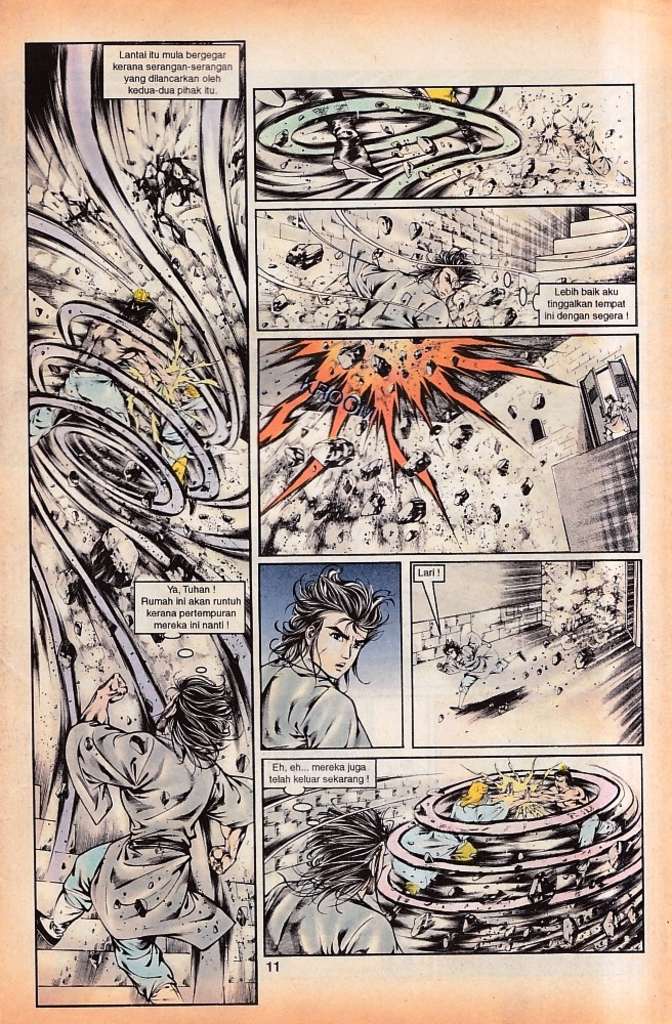 Lantai itu mula bergegar
kerana serangan-serangan
yang dilancarkan oleh
kedua-dua pihak itu.
Ya, Tuhan !
Rumah ini akan runtuh
kerana pertempuran
mereka ini nanti !
Lebih baik aku
tinggalkan tempat
ini dengan segera !
KBOOM
Lari !
Eh, eh... mereka juga
telah keluar sekarang !
11